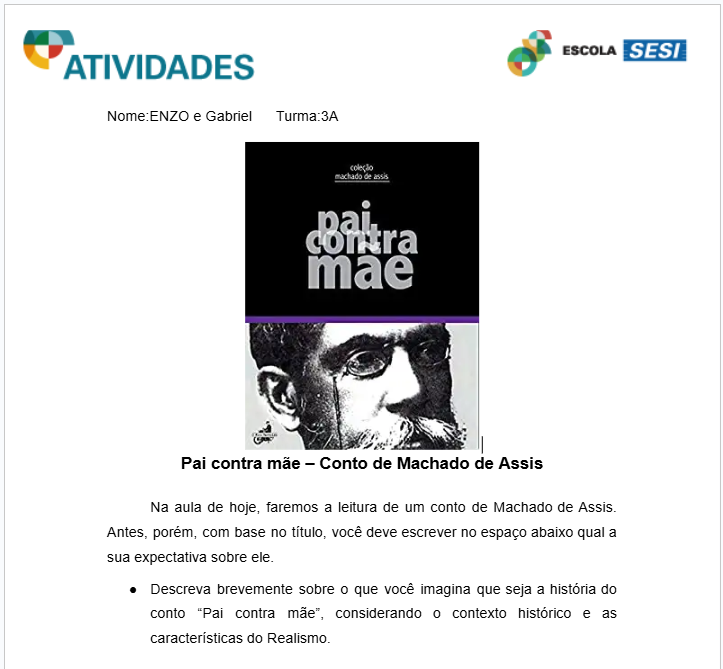 ATIVIDADES
ESCOLA SESI
Nome:ENZO e Gabriel Turma:3A
coleção
machado de assis
pai
contra
mãe
Pai contra mãe – Conto de Machado de Assis
Na aula de hoje, faremos a leitura de um conto de Machado de Assis.
Antes, porém, com base no título, você deve escrever no espaço abaixo qual a
sua expectativa sobre ele.
● Descreva brevemente sobre o que você imagina que seja a história do
conto “Pai contra mãe”, considerando o contexto histórico e as
características do Realismo.